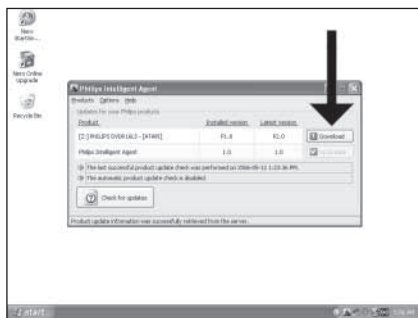 Nero
StartSm...
Nero Online
Upgrade
Recycle Bin
Philips Intelligent Agent
Products Options Help
Updates for your Philips products
Product Installed version Latest version
[E:] PHILIPS DVDR16LS - [ATAPI] P1.0 Download
Philips Intelligent Agent 1.0 1.0
The last successful product update check was performed on
The automatic product update check is disabled.
Check for updates
Product update information was successfully retrieved from the server.
start